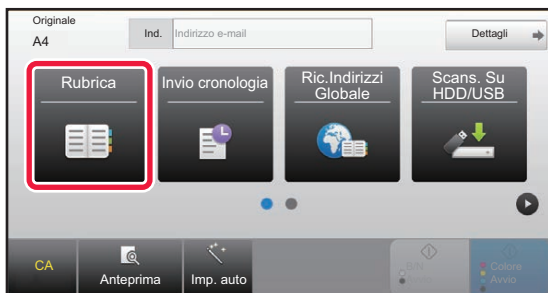 Originale
A4
Ind.
Indirizzo e-mail
Dettagli
Rubrica
Invio cronologia
Ric.Indirizzi
Globale
Scans. Su
HDD/USB
CA
Anteprima
Imp. auto
B/N
Avvio
Colore
Avvio